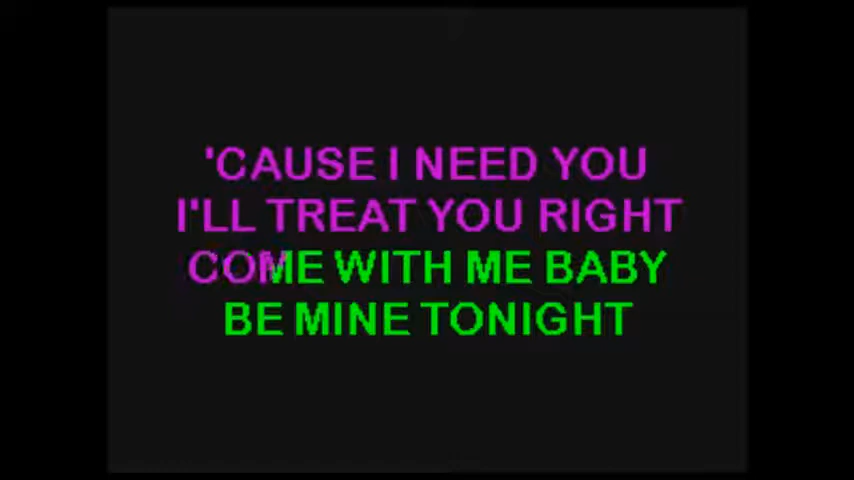 'CAUSE I NEED YOU
I'LL TREAT YOU RIGHT
COME WITH ME BABY
BE MINE TONIGHT